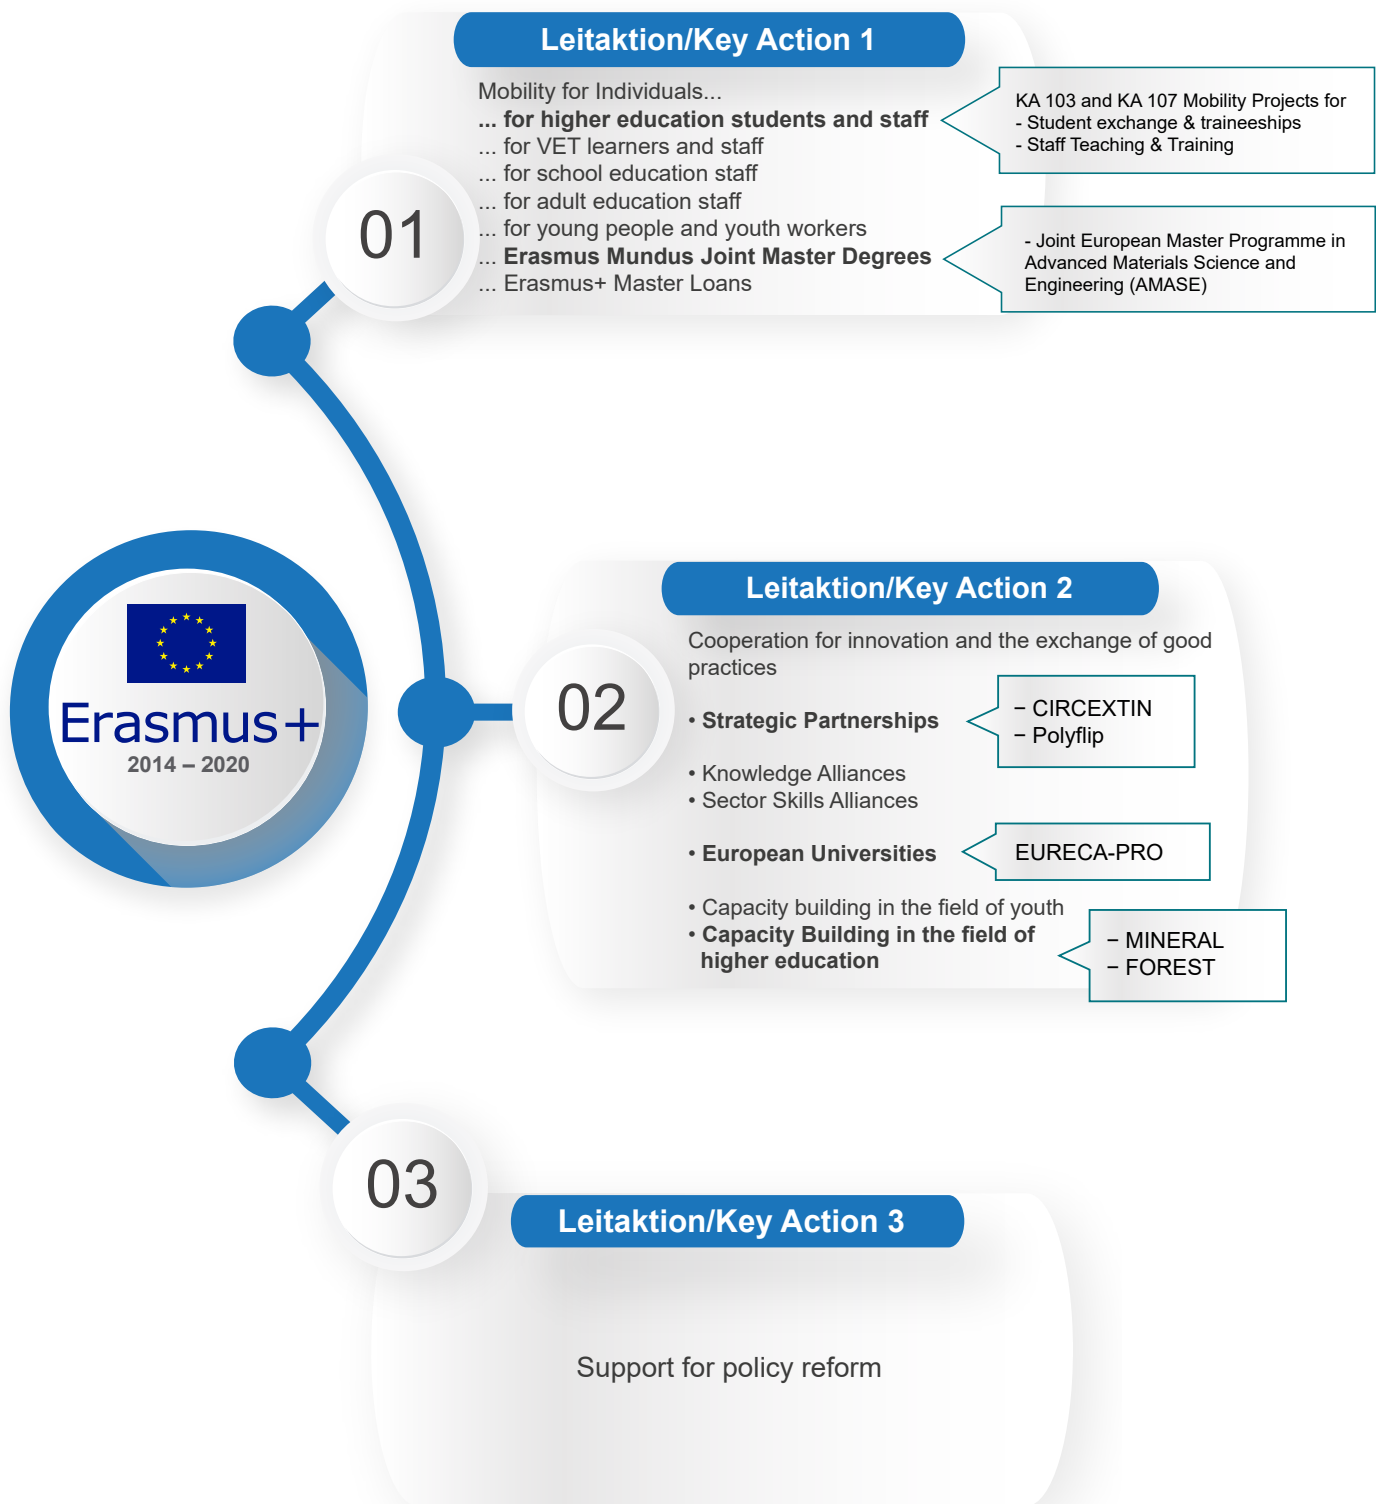 Leitaktion/Key Action 1
Mobility for Individuals...
... for higher education students and staff
... for VET learners and staff
... for school education staff
... for adult education staff
... for young people and youth workers
... Erasmus Mundus Joint Master Degrees
... Erasmus+ Master Loans
KA 103 and KA 107 Mobility Projects for
- Student exchange & traineeships
- Staff Teaching & Training
- Joint European Master Programme in
Advanced Materials Science and
Engineering (AMASE)
01
Erasmus+
2014 – 2020
Leitaktion/Key Action 2
02
Cooperation for innovation and the exchange of good
practices
• Strategic Partnerships
– CIRCEXTIN
– Polyflip
• Knowledge Alliances
• Sector Skills Alliances
• European Universities
EURECA-PRO
• Capacity building in the field of youth
• Capacity Building in the field of
higher education
– MINERAL
– FOREST
03
Leitaktion/Key Action 3
Support for policy reform